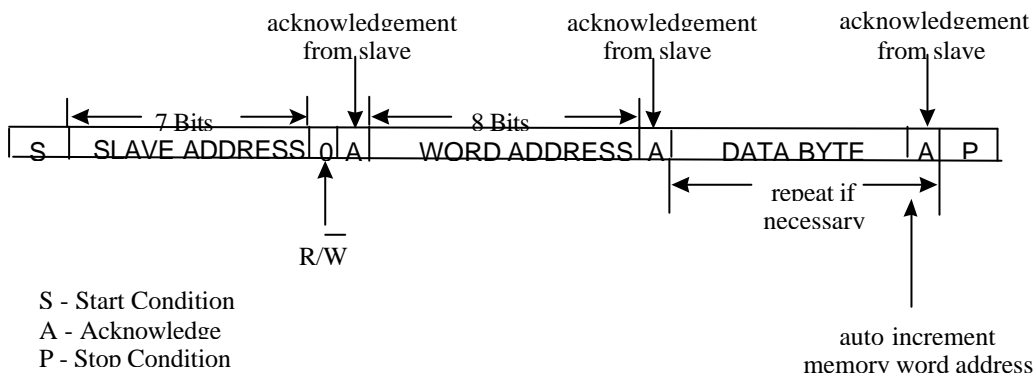 acknowledgement
from slave
acknowledgement
from slave
acknowledgement
from slave
7 Bits
8 Bits
S SLAVE ADDRESS 0 A WORD ADDRESS A DATA BYTE A P
repeat if
necessary
R/W̅
S - Start Condition
A - Acknowledge
P - Stop Condition
auto increment
memory word address